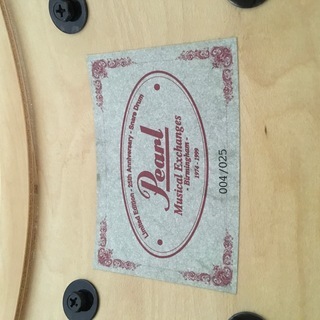 Limited Edition - 25th Anniversary - Snare Drum
Pearl
Musical Exchanges
- Birmingham -
1974 - 1999
004/025